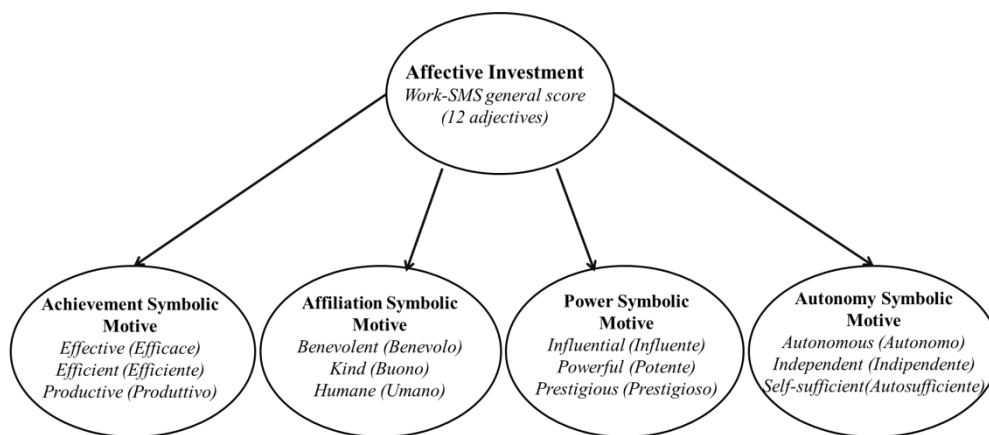 Affective Investment
Work-SMS general score
(12 adjectives)
Achievement Symbolic
Motive
Effective (Efficace)
Efficient (Efficiente)
Productive (Produttivo)
Affiliation Symbolic
Motive
Benevolent (Benevolo)
Kind (Buono)
Humane (Umano)
Power Symbolic
Motive
Influential (Influente)
Powerful (Potente)
Prestigious (Prestigioso)
Autonomy Symbolic
Motive
Autonomous (Autonomo)
Independent (Indipendente)
Self-sufficient(Autosufficiente)